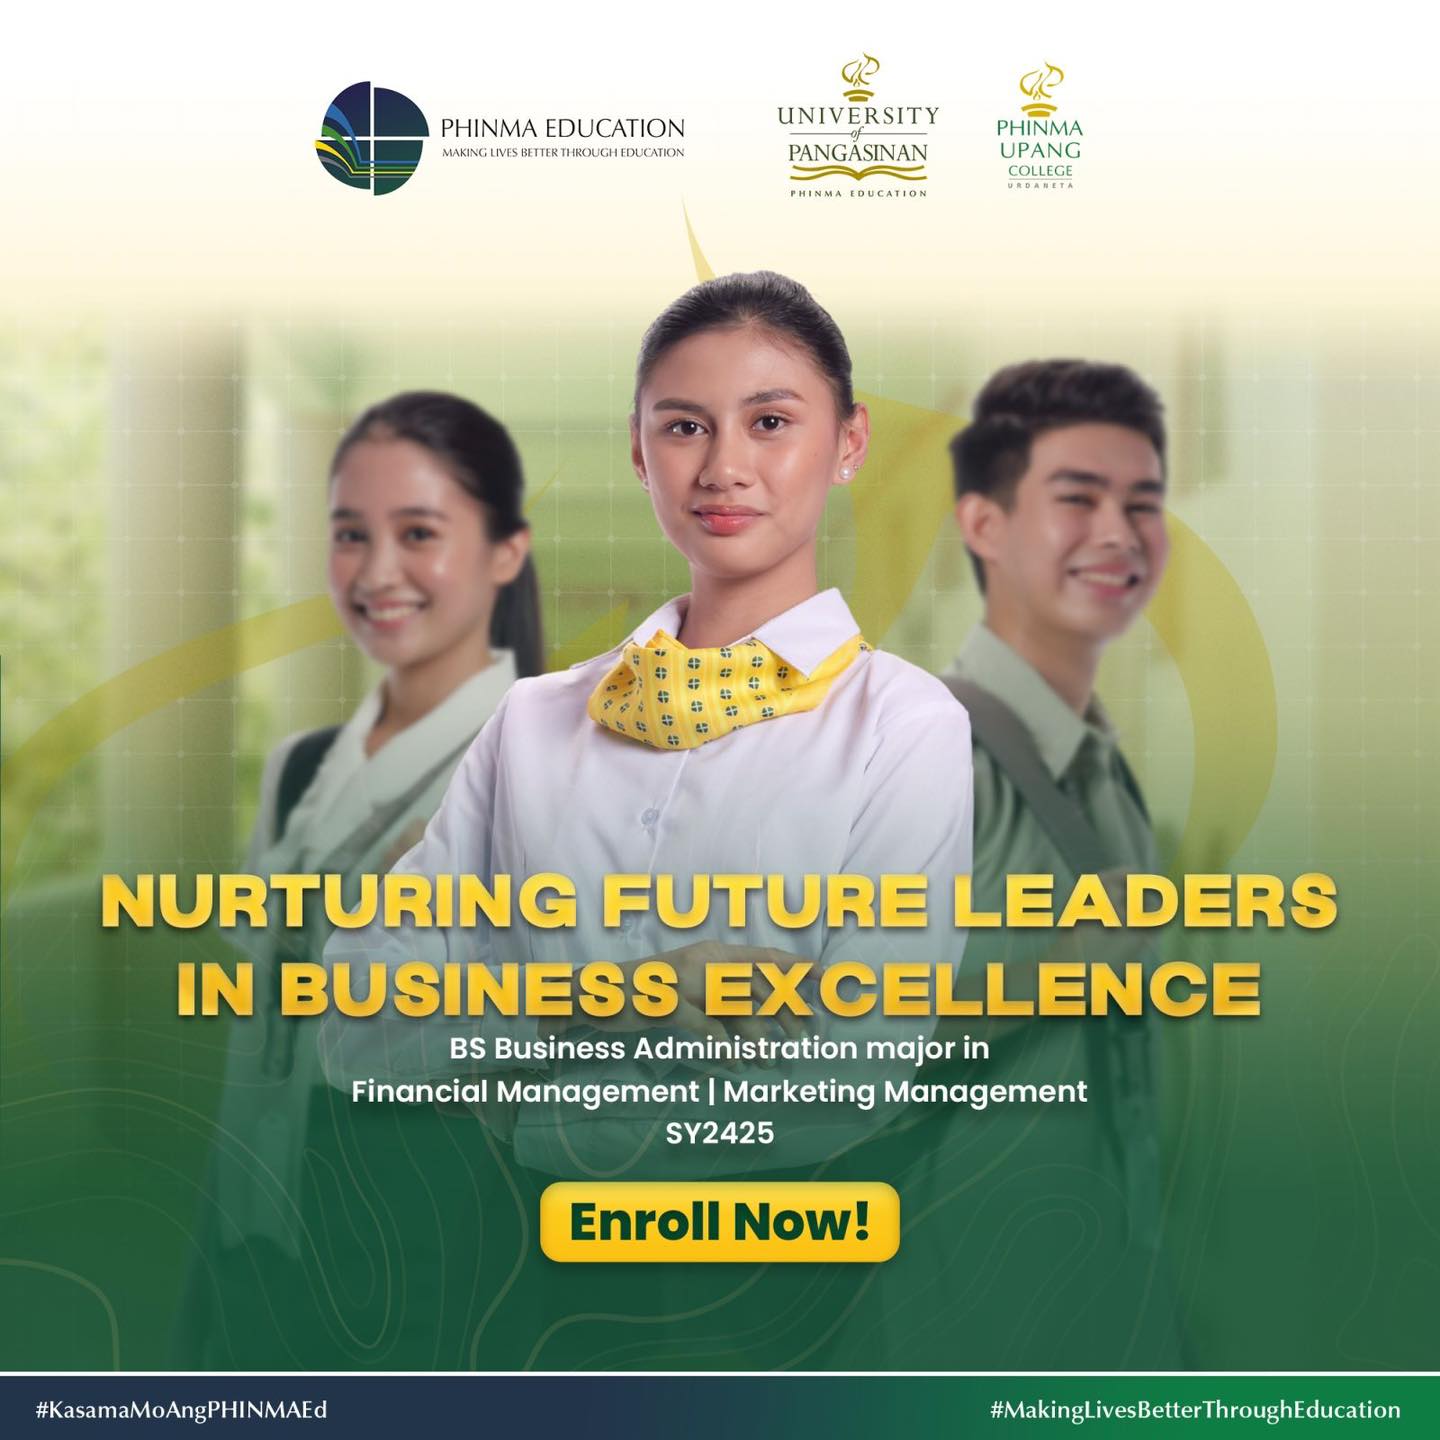 PHINMA EDUCATION
MAKING LIVES BETTER THROUGH EDUCATION
UNIVERSITY
of
PANGASINAN
PHINMA EDUCATION
PHINMA
UPANG
COLLEGE
URDANETA
NURTURING FUTURE LEADERS
IN BUSINESS EXCELLENCE
BS Business Administration major in
Financial Management | Marketing Management
SY2425
Enroll Now!
#KasamaMoAngPHINMAEd
#MakingLivesBetterThroughEducation